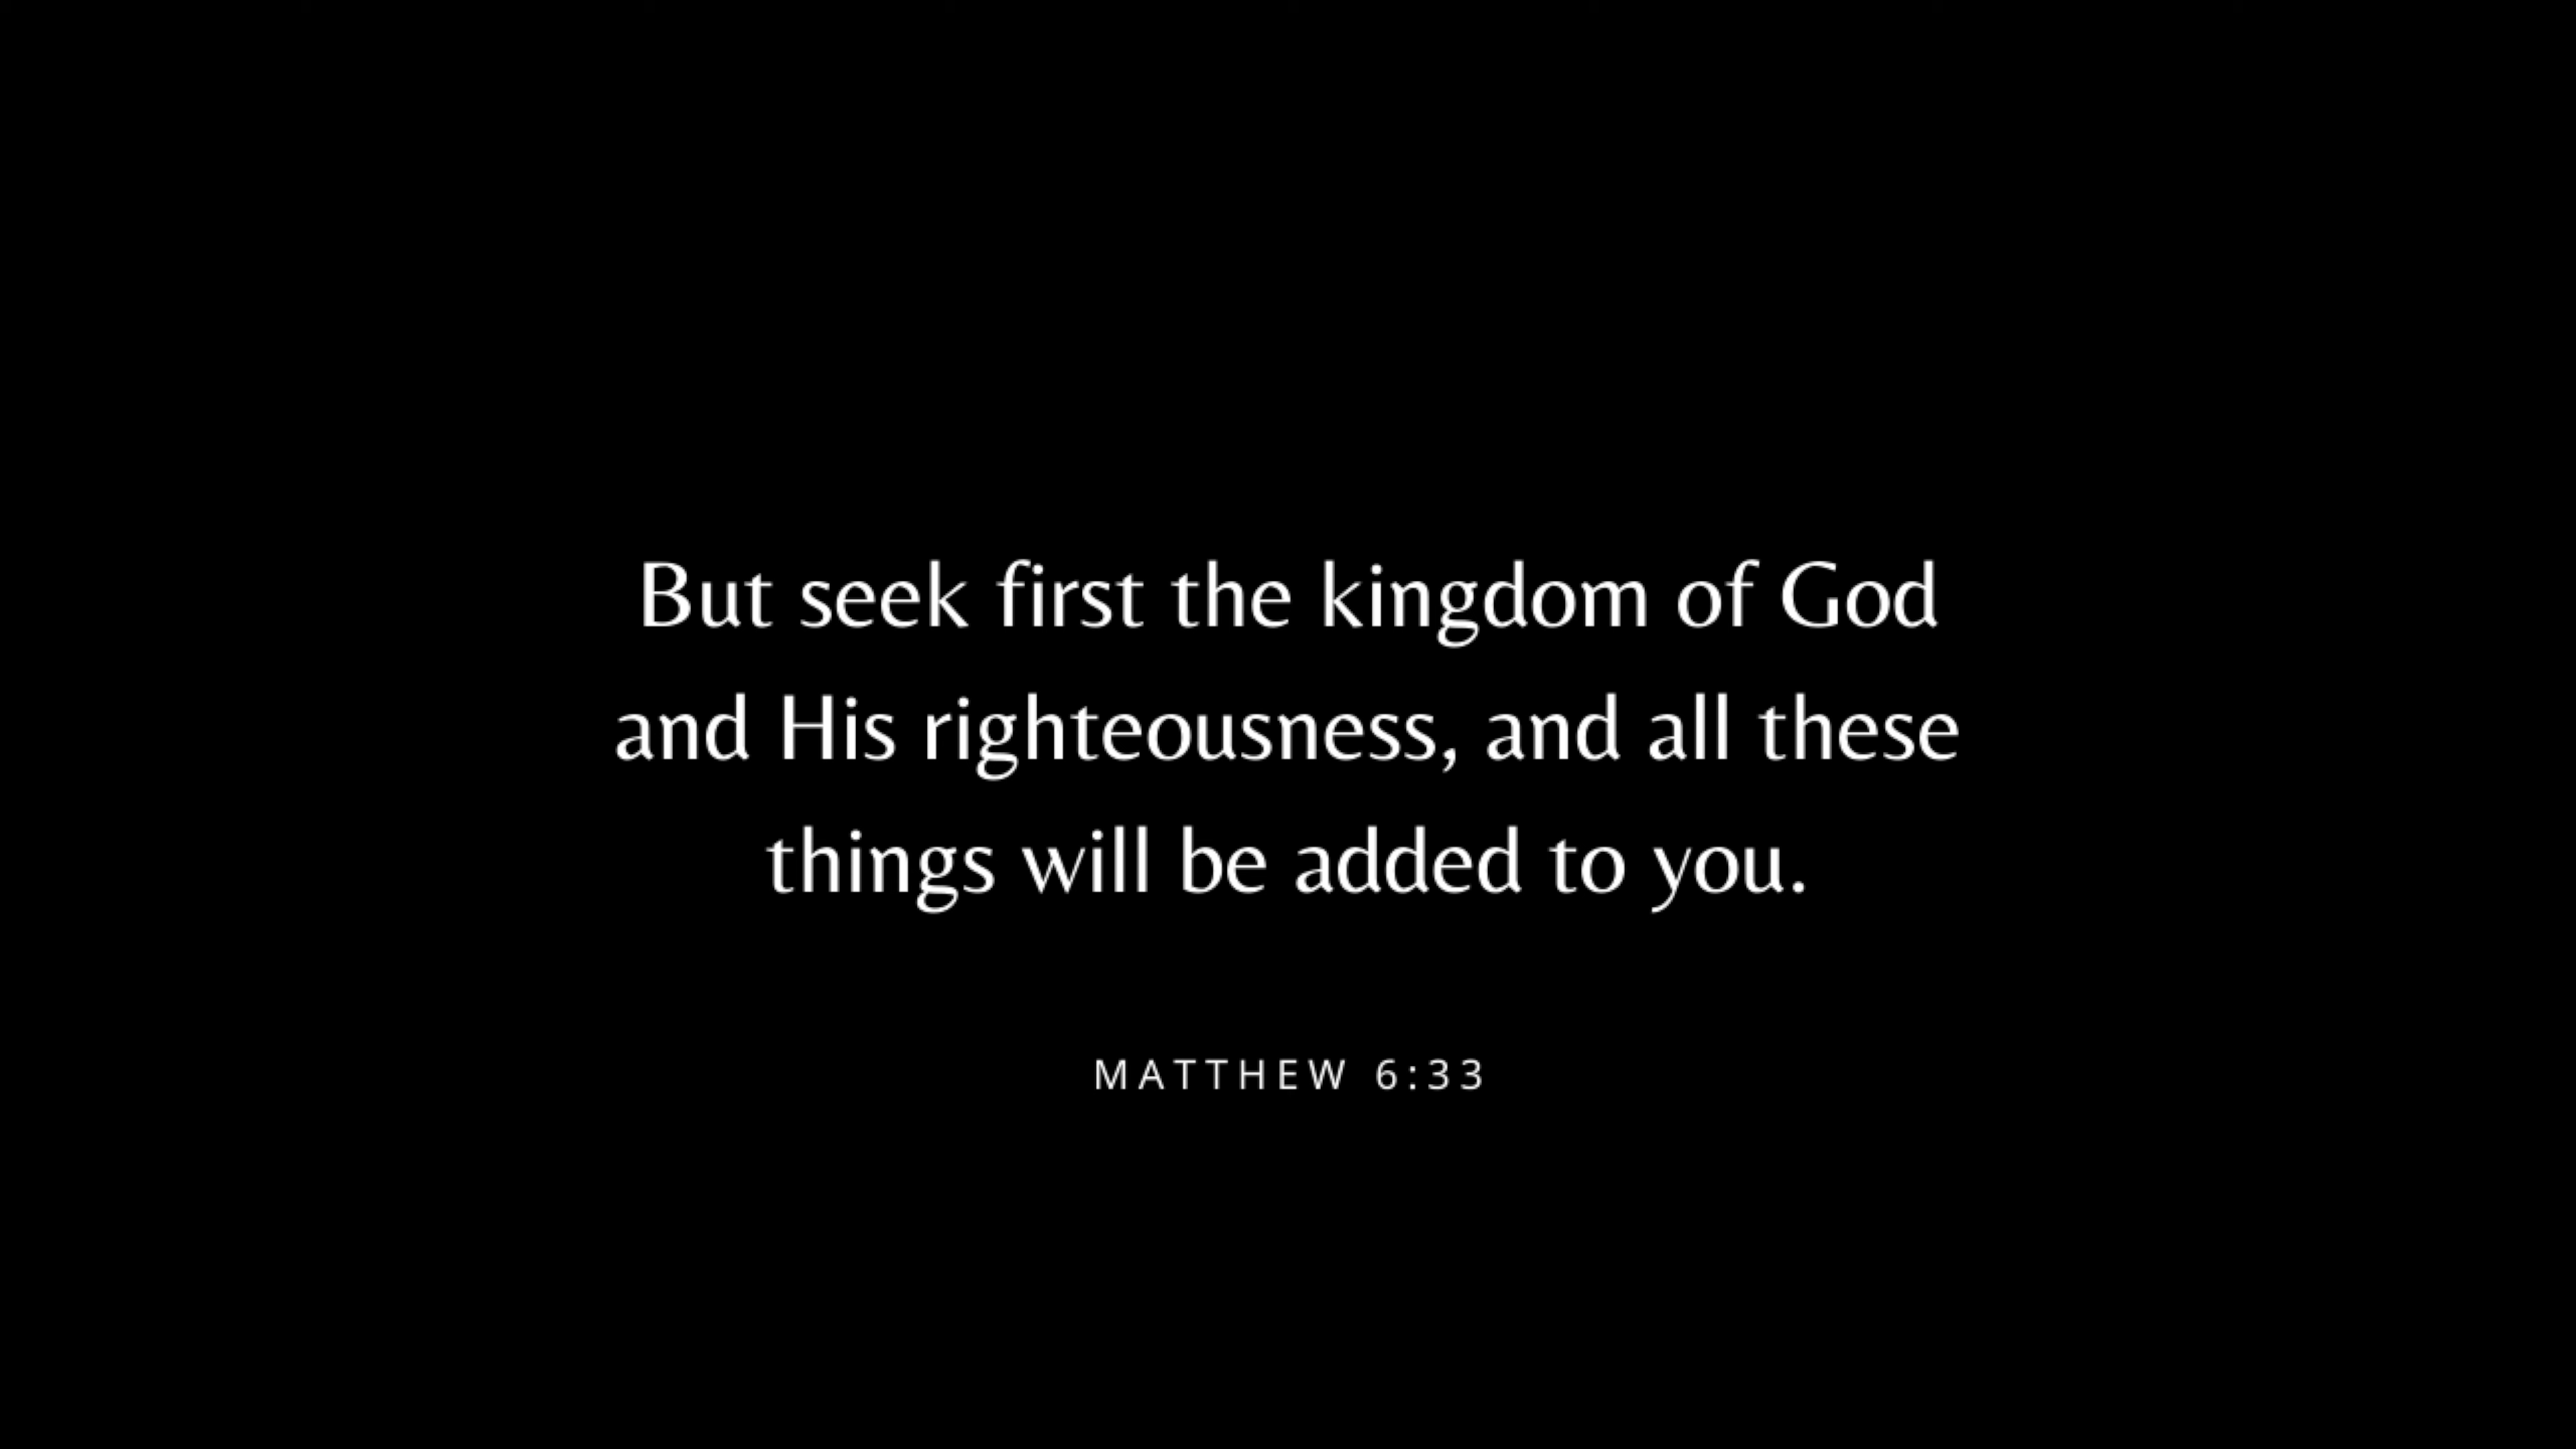 But seek first the kingdom of God
and His righteousness, and all these
things will be added to you.
MATTHEW 6:33